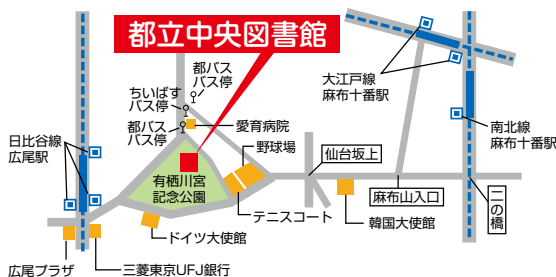 都立中央図書館
都バス
バス停
ちいばす
バス停
都バス
バス停
愛育病院
野球場
大江戸線
麻布十番駅
日比谷線
広尾駅
有栖川宮
記念公園
仙台坂上
南北線
麻布十番駅
麻布山入口
二の橋
テニスコート
韓国大使館
ドイツ大使館
広尾プラザ
三菱東京UFJ銀行